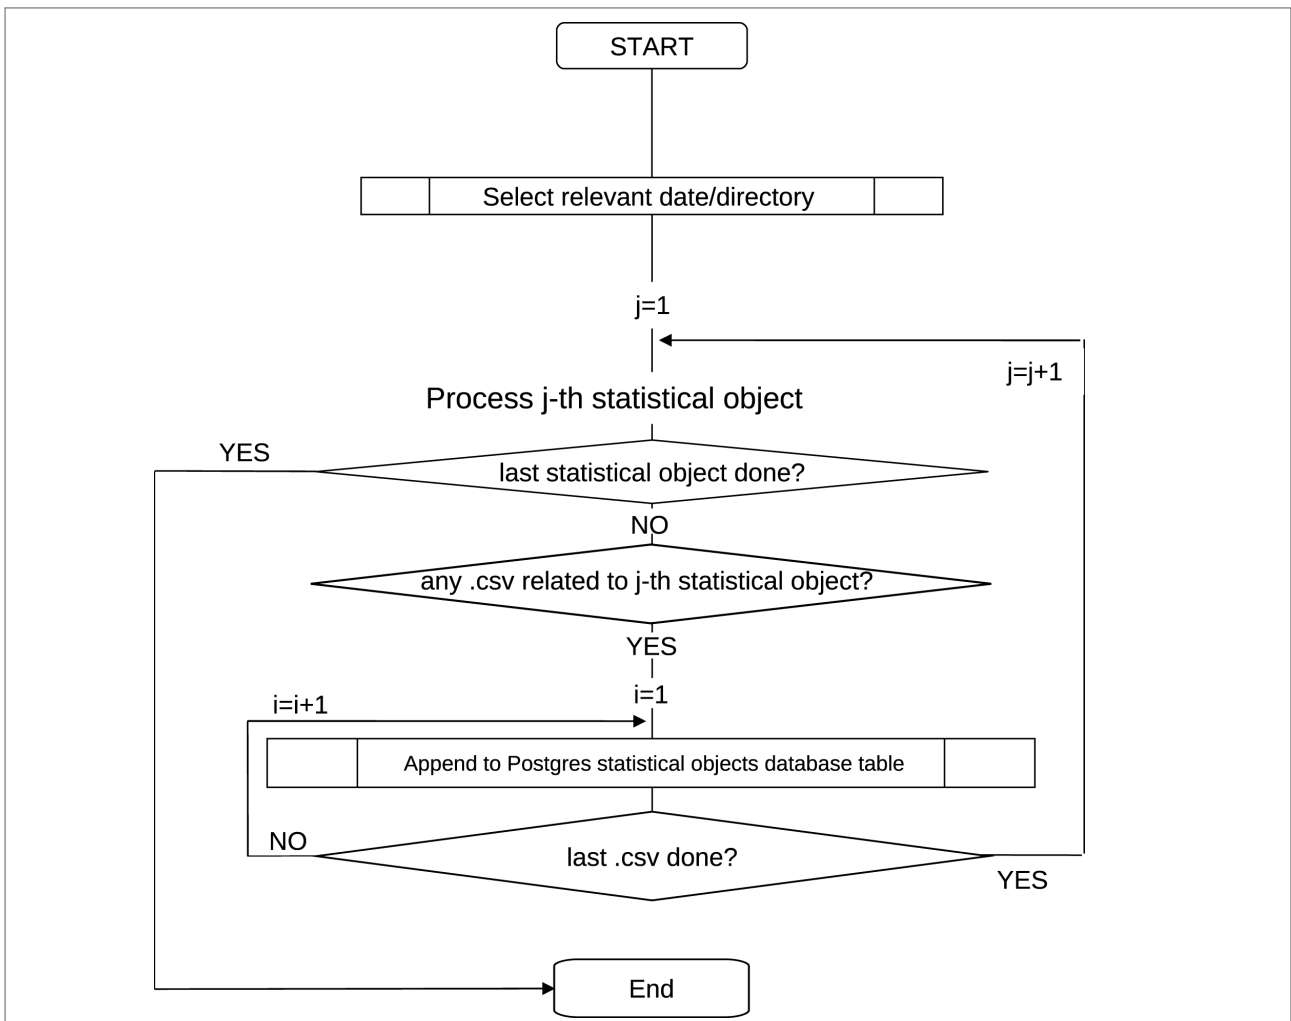 START
Select relevant date/directory
j=1
j=j+1
Process j-th statistical object
YES
last statistical object done?
NO
any .csv related to j-th statistical object?
YES
i=1
i=i+1
Append to Postgres statistical objects database table
NO
last .csv done?
YES
End